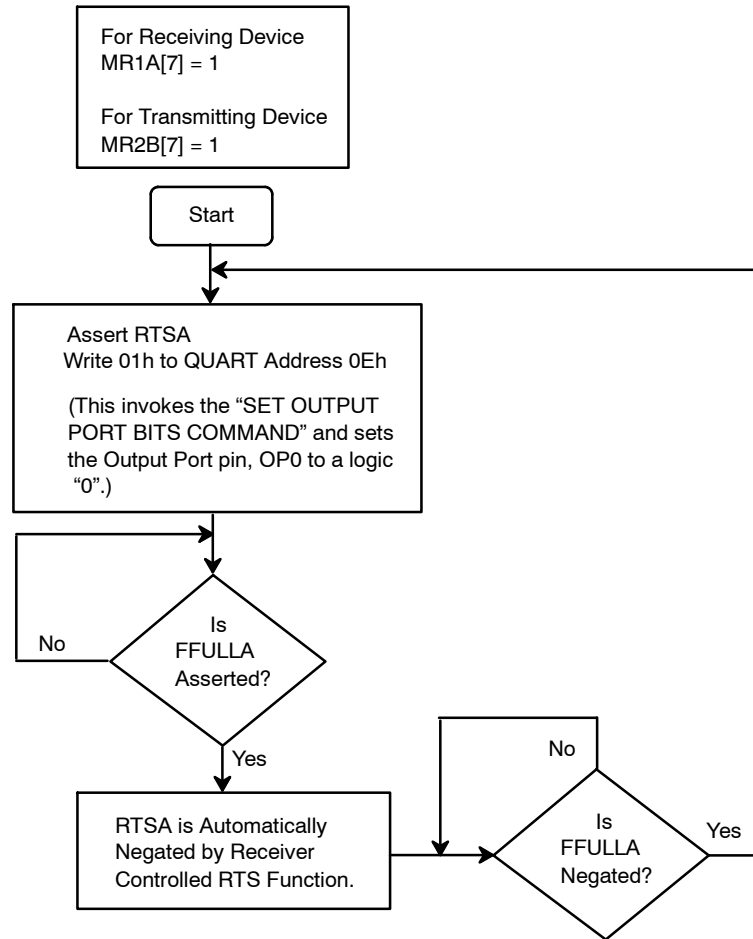 For Receiving Device
MR1A[7] = 1
For Transmitting Device
MR2B[7] = 1
Start
Assert RTSA
Write 01h to QUART Address 0Eh
(This invokes the “SET OUTPUT
PORT BITS COMMAND” and sets
the Output Port pin, OP0 to a logic
“0”.)
Is
FFULLA
Asserted?
No
Yes
RTSA is Automatically
Negated by Receiver
Controlled RTS Function.
No
Is
FFULLA
Negated?
Yes